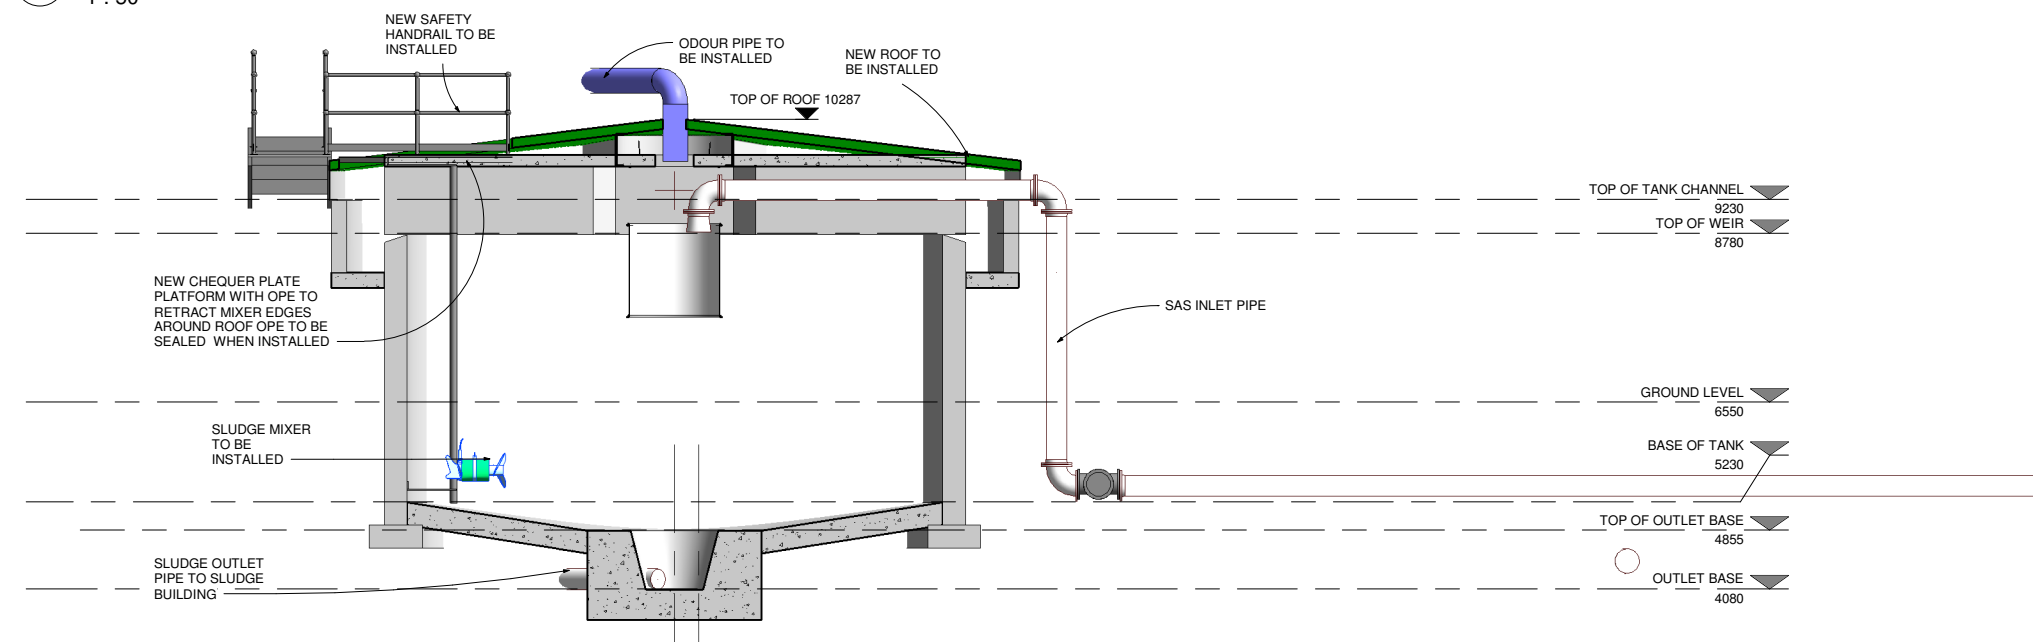 NEW SAFETY
HANDRAIL TO BE
INSTALLED
ODOUR PIPE TO
BE INSTALLED
NEW ROOF TO
BE INSTALLED
TOP OF ROOF 10287
TOP OF TANK CHANNEL
9230
TOP OF WEIR
8780
NEW CHEQUER PLATE
PLATFORM WITH OPE TO
RETRACT MIXER EDGES
AROUND ROOF OPE TO BE
SEALED WHEN INSTALLED
SAS INLET PIPE
GROUND LEVEL
6550
SLUDGE MIXER
TO BE
INSTALLED
BASE OF TANK
5230
TOP OF OUTLET BASE
4855
SLUDGE OUTLET
PIPE TO SLUDGE
BUILDING
OUTLET BASE
4080